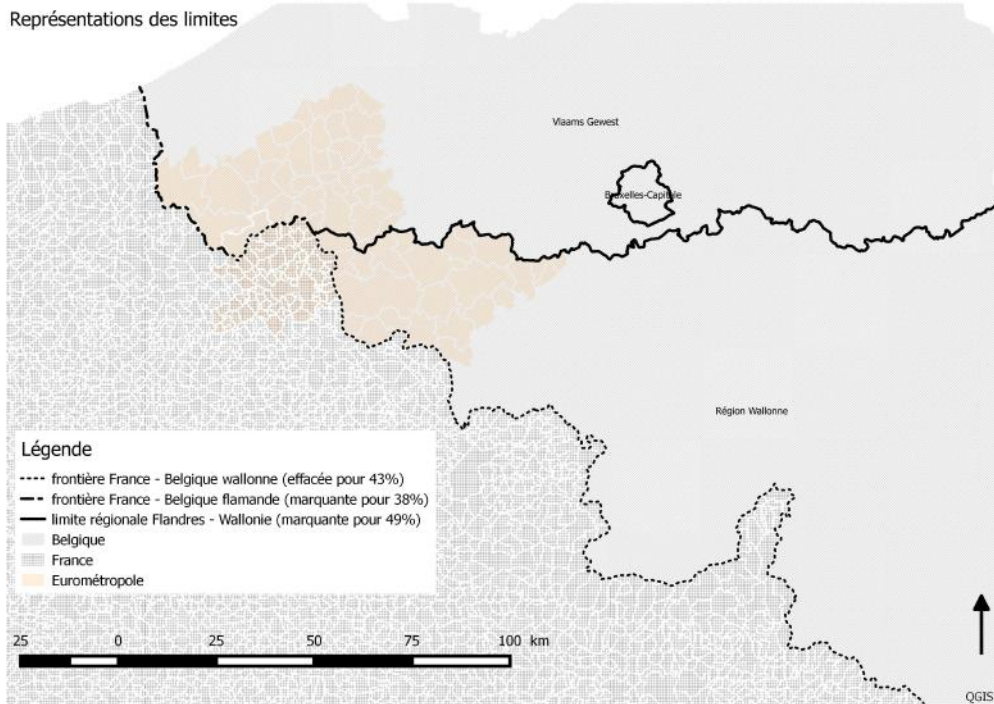 Représentations des limites
Vlaams Gewest
Bruxelles-Capitale
Région Wallonne
Légende
frontière France - Belgique wallonne (effacée pour 43%)
frontière France - Belgique flamande (marquante pour 38%)
limite régionale Flandres - Wallonie (marquante pour 49%)
Belgique
France
Eurométropole
25 0 25 50 75 100 km
QGIS